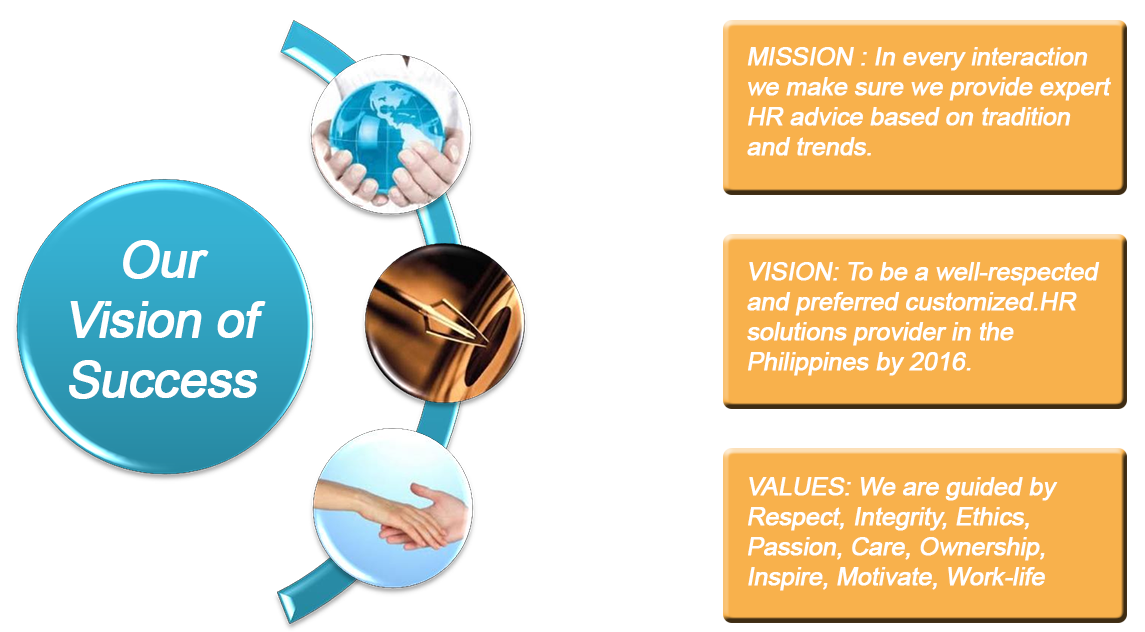 Our
Vision of
Success
MISSION : In every interaction
we make sure we provide expert
HR advice based on tradition
and trends.
VISION: To be a well-respected
and preferred customized.HR
solutions provider in the
Philippines by 2016.
VALUES: We are guided by
Respect, Integrity, Ethics,
Passion, Care, Ownership,
Inspire, Motivate, Work-life